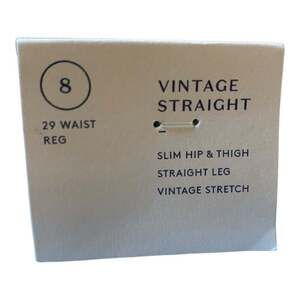 8
29 WAIST
REG
VINTAGE
STRAIGHT
SLIM HIP & THIGH
STRAIGHT LEG
VINTAGE STRETCH